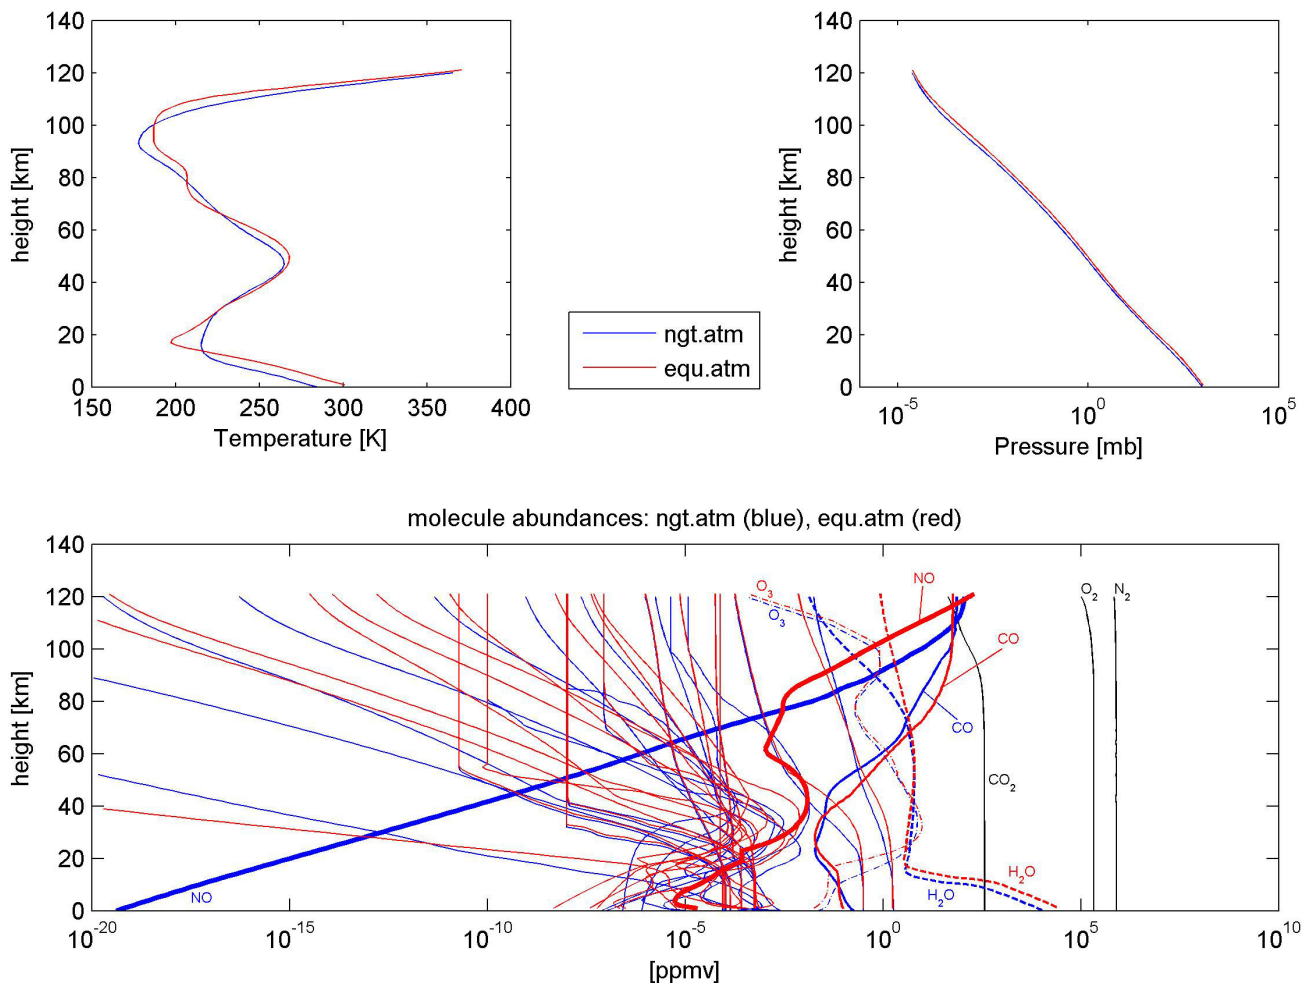 140
120
100
80
60
40
20
0
height [km]
150 200 250 300 350 400
Temperature [K]
140
120
100
80
60
40
20
0
height [km]
10^-5 10^0 10^5
Pressure [mb]
ngt.atm
equ.atm
molecule abundances: ngt.atm (blue), equ.atm (red)
140
120
100
80
60
40
20
0
height [km]
O₃
O₃
NO
O₂ N₂
CO
CO
CO₂
NO
H₂O
H₂O
10^-20 10^-15 10^-10 10^-5 10^0 10^5 10^10
[ppmv]